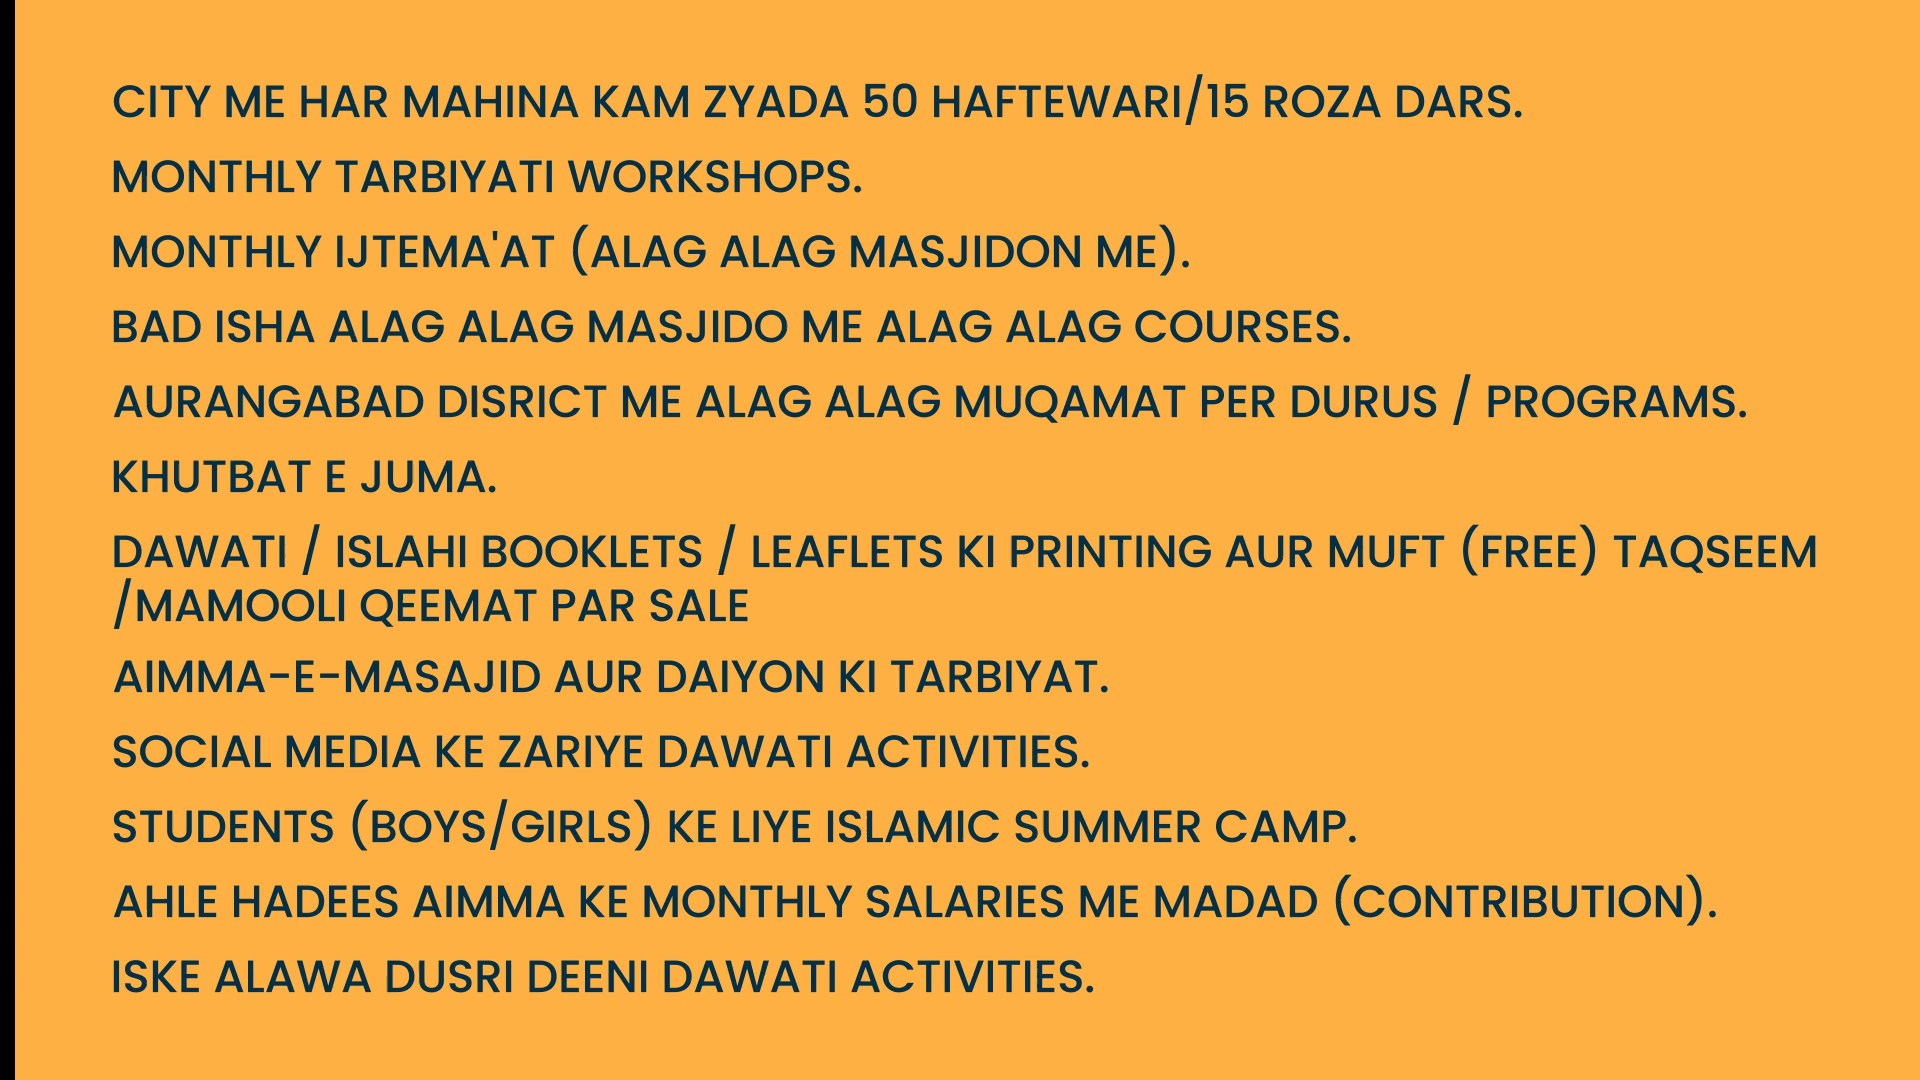 CITY ME HAR MAHINA KAM ZYADA 50 HAFTEWARI/15 ROZA DARS.
MONTHLY TARBIYATI WORKSHOPS.
MONTHLY IJTEMA'AT (ALAG ALAG MASJIDON ME).
BAD ISHA ALAG ALAG MASJIDO ME ALAG ALAG COURSES.
AURANGABAD DISRICT ME ALAG ALAG MUQAMAT PER DURUS / PROGRAMS.
KHUTBAT E JUMA.
DAWATI / ISLAHI BOOKLETS / LEAFLETS KI PRINTING AUR MUFT (FREE) TAQSEEM
/MAMOOLI QEEMAT PAR SALE
AIMMA-E-MASAJID AUR DAIYON KI TARBIYAT.
SOCIAL MEDIA KE ZARIYE DAWATI ACTIVITIES.
STUDENTS (BOYS/GIRLS) KE LIYE ISLAMIC SUMMER CAMP.
AHLE HADEES AIMMA KE MONTHLY SALARIES ME MADAD (CONTRIBUTION).
ISKE ALAWA DUSRI DEENI DAWATI ACTIVITIES.